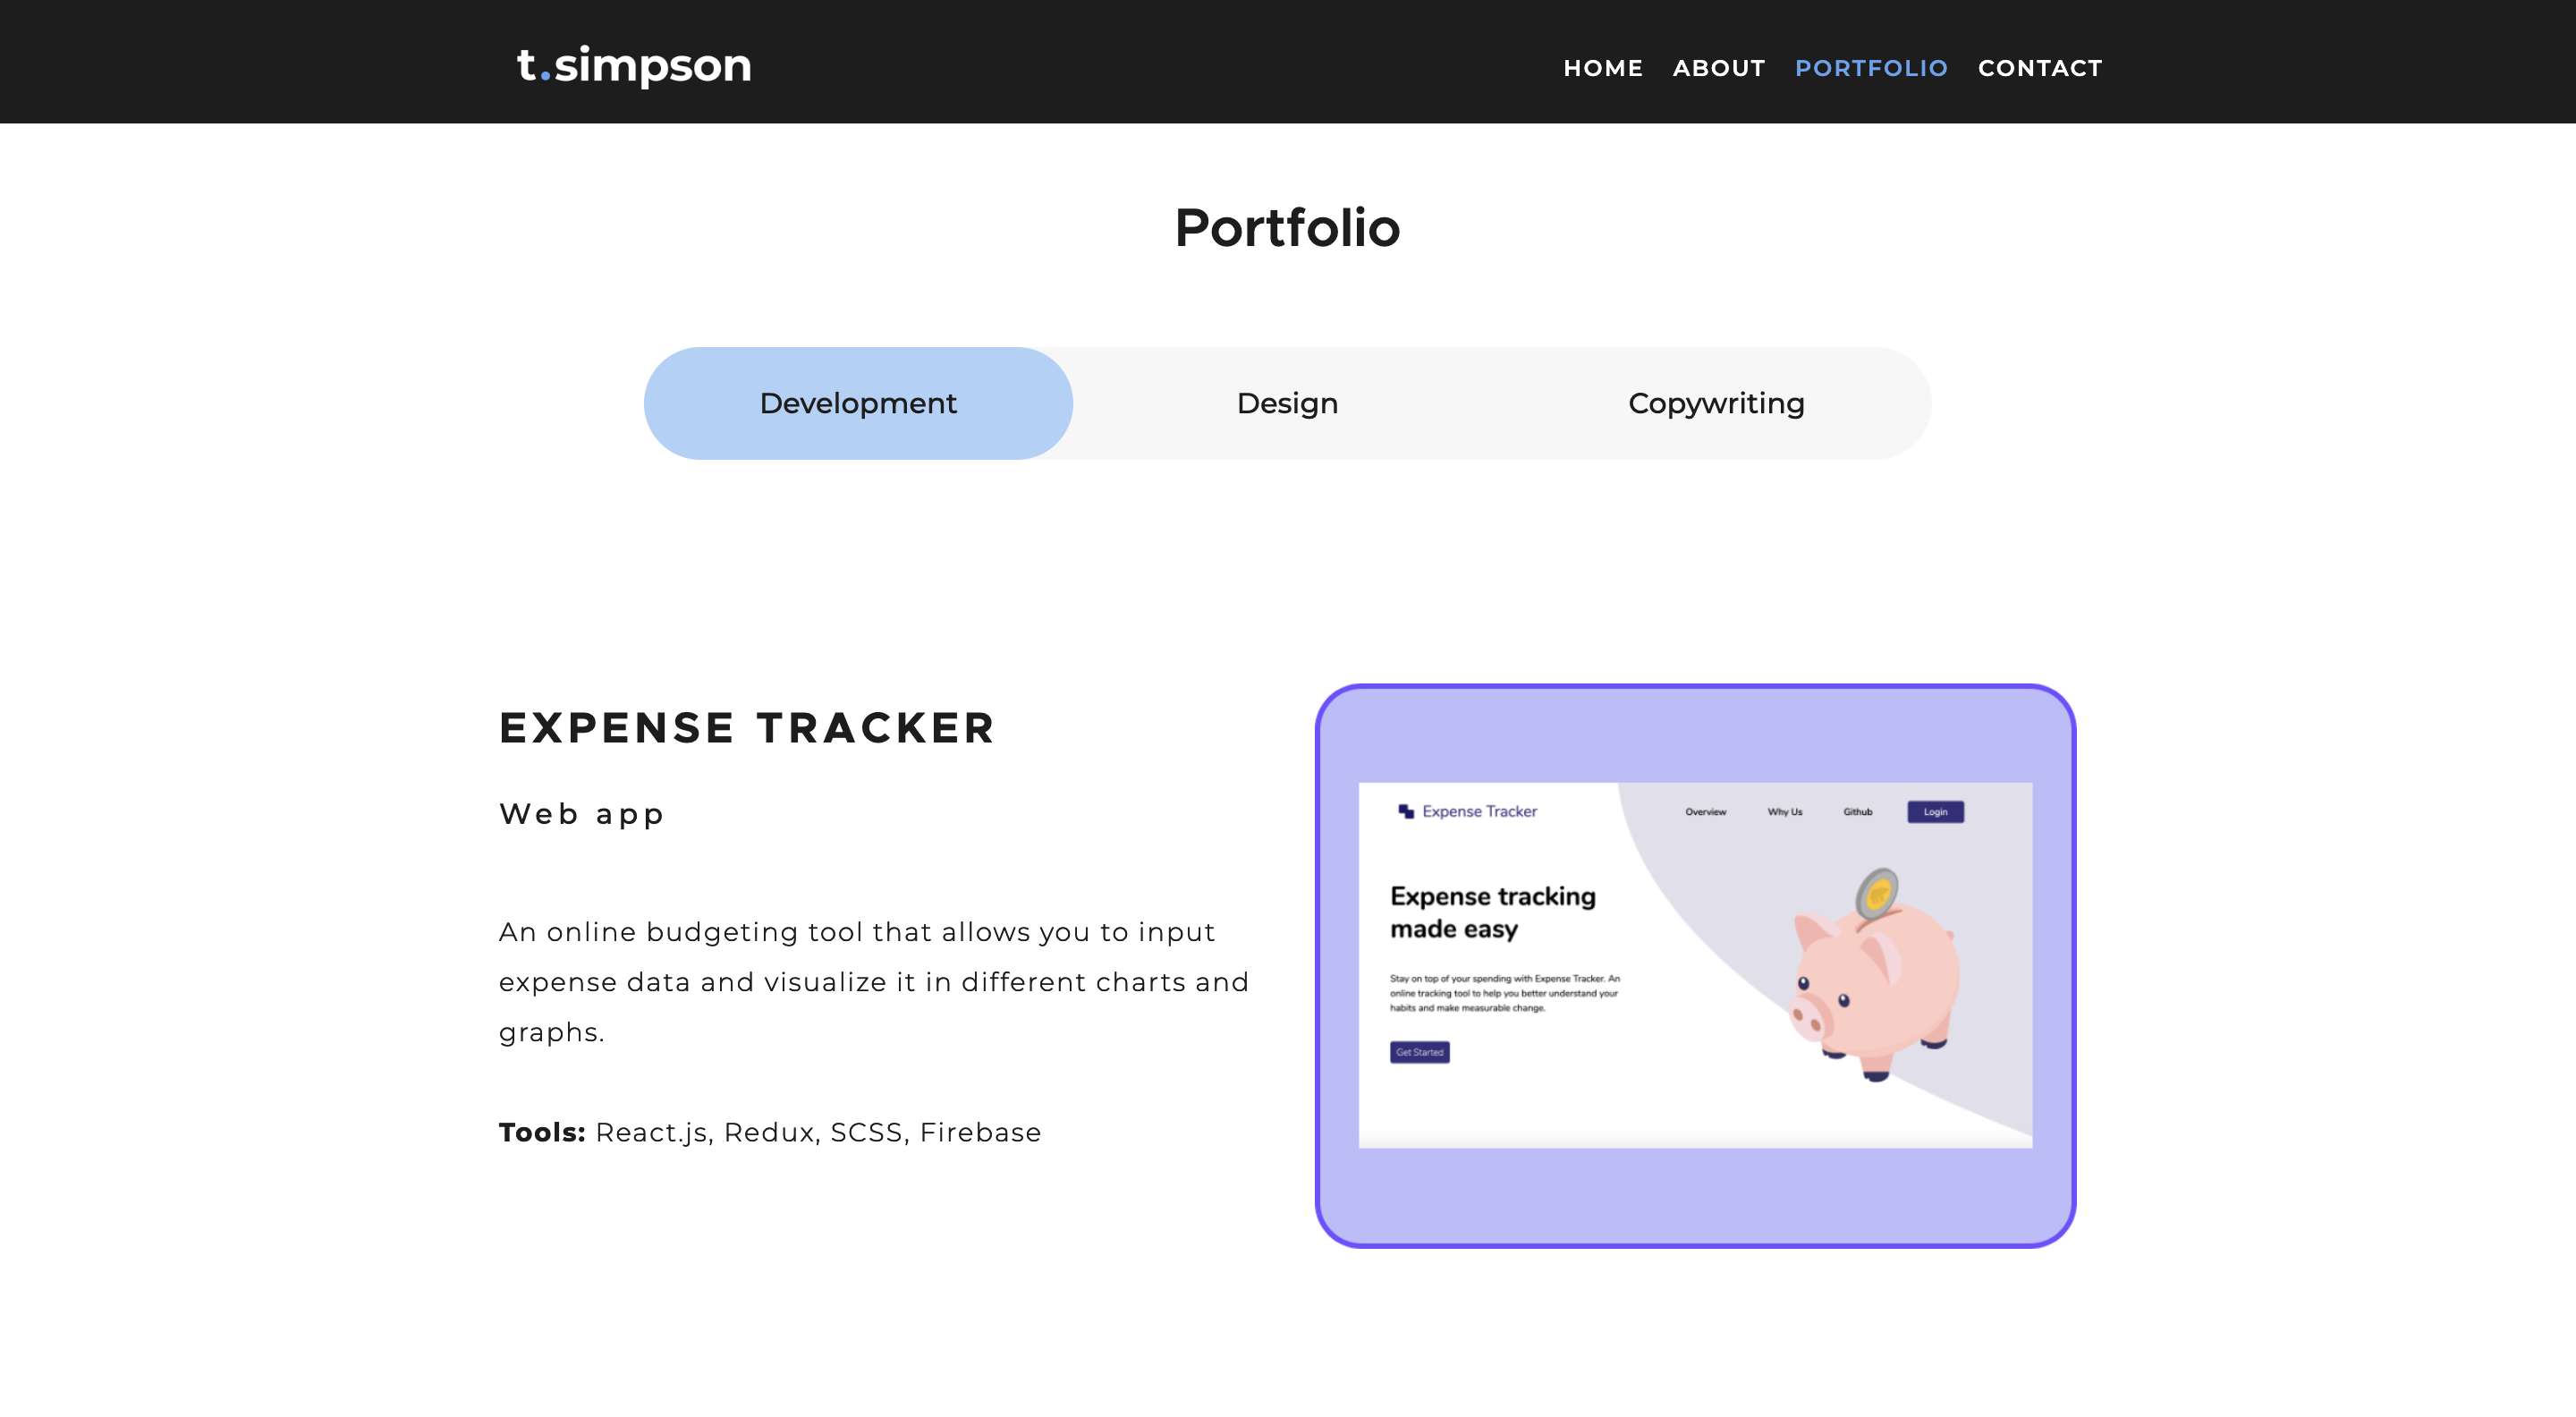 t.simpson
HOME ABOUT PORTFOLIO CONTACT
Portfolio
Development Design Copywriting
EXPENSE TRACKER
Web app
An online budgeting tool that allows you to input
expense data and visualize it in different charts and
graphs.
Tools: React.js, Redux, SCSS, Firebase
Expense Tracker
Overview Why Us Github Login
Expense tracking
made easy
Stay on top of your spending with Expense Tracker. An
online tracking tool to help you better understand your
habits and make measurable change.
Get Started